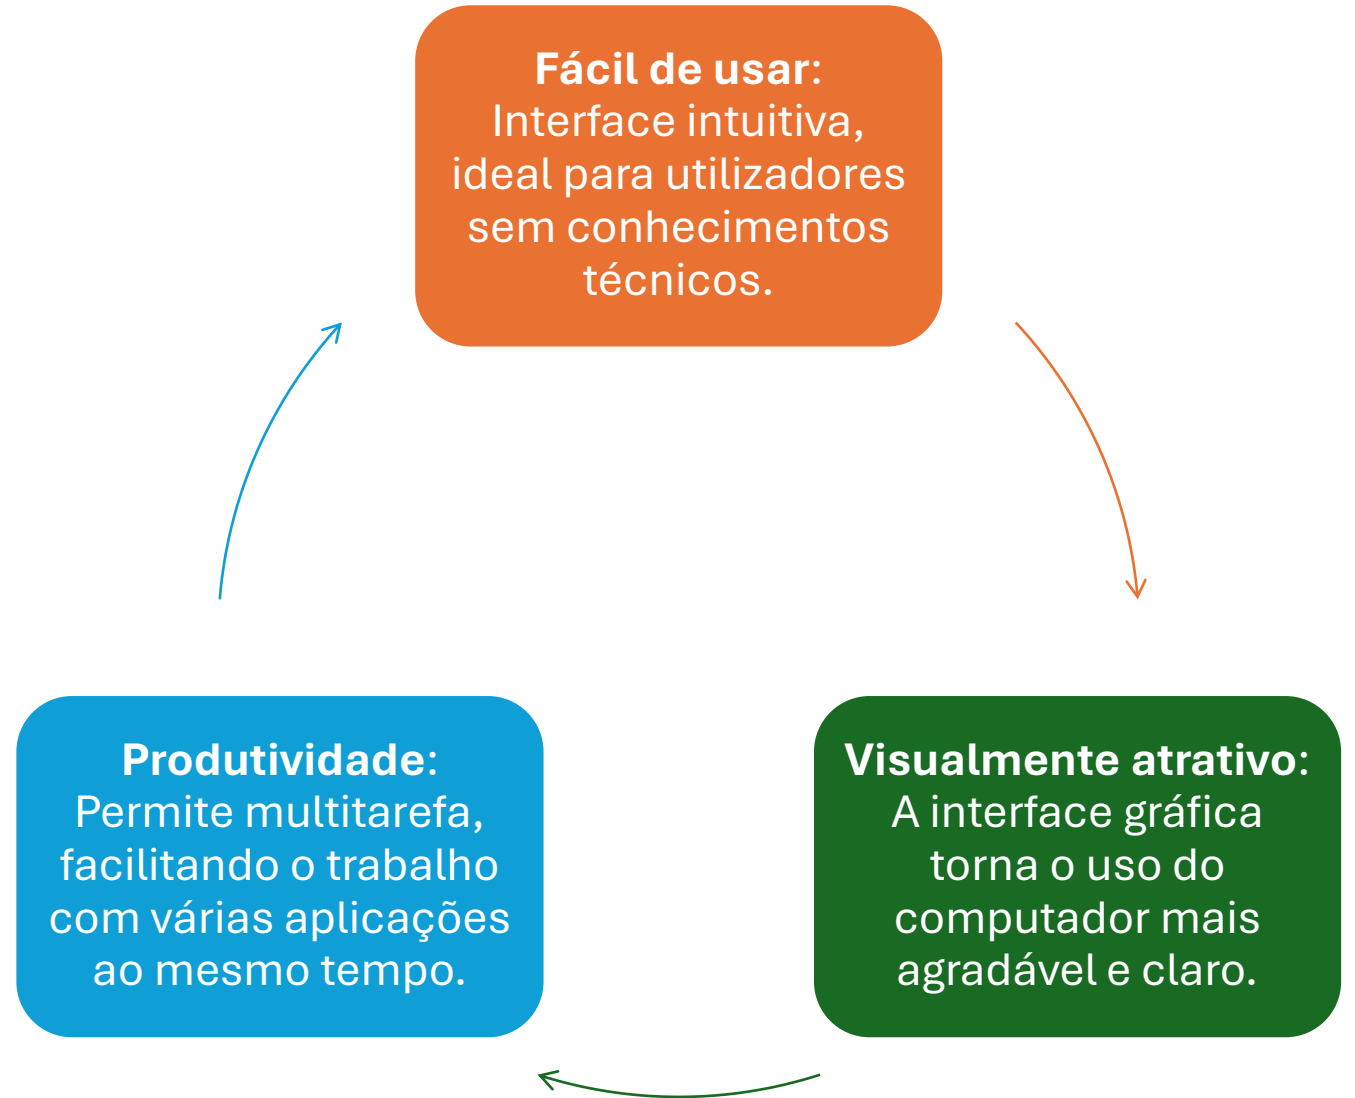 Fácil de usar:
Interface intuitiva,
ideal para utilizadores
sem conhecimentos
técnicos.
Visualmente atrativo:
A interface gráfica
torna o uso do
computador mais
agradável e claro.
Produtividade:
Permite multitarefa,
facilitando o trabalho
com várias aplicações
ao mesmo tempo.